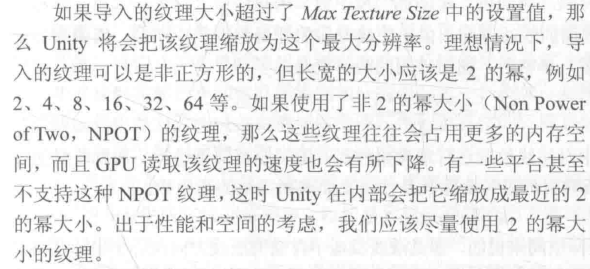 如果导入的纹理大小超过了 Max Texture Size 中的设置值，那
么 Unity 将会把该纹理缩放为这个最大分辨率。理想情况下，导
入的纹理可以是非正方形的，但长宽的大小应该是 2 的幂，例如
2、4、8、16、32、64 等。如果使用了非 2 的幂大小（Non Power
of Two，NPOT）的纹理，那么这些纹理往往会占用更多的内存空
间，而且 GPU 读取该纹理的速度也会有所下降。有一些平台甚至
不支持这种 NPOT 纹理，这时 Unity 在内部会把它缩放成最近的 2
的幂大小。出于性能和空间的考虑，我们应该尽量使用 2 的幂大
小的纹理。